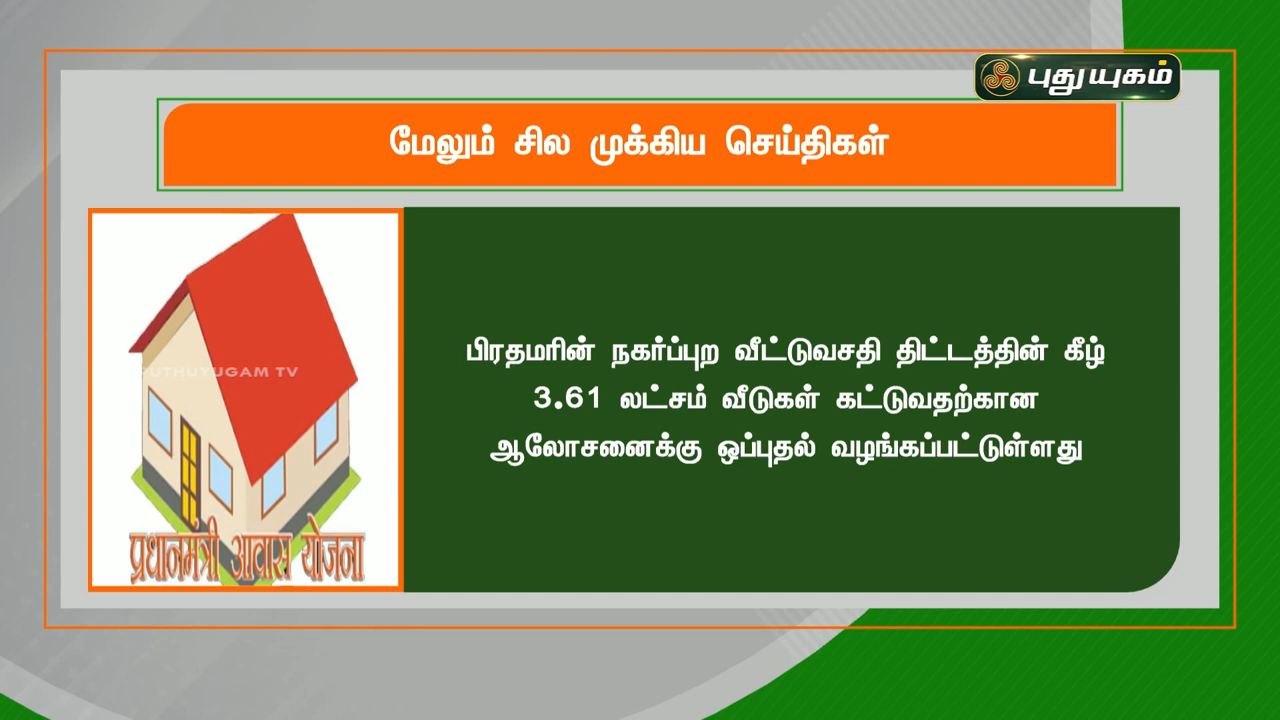 புதுயுகம்
மேலும் சில முக்கிய செய்திகள்
பிரதமரின் நகர்ப்புற வீட்டுவசதி திட்டத்தின் கீழ்
3.61 லட்சம் வீடுகள் கட்டுவதற்கான
ஆலோசனைக்கு ஒப்புதல் வழங்கப்பட்டுள்ளது
PUTHUYUGAM TV
प्रधानमंत्री आवास योजना